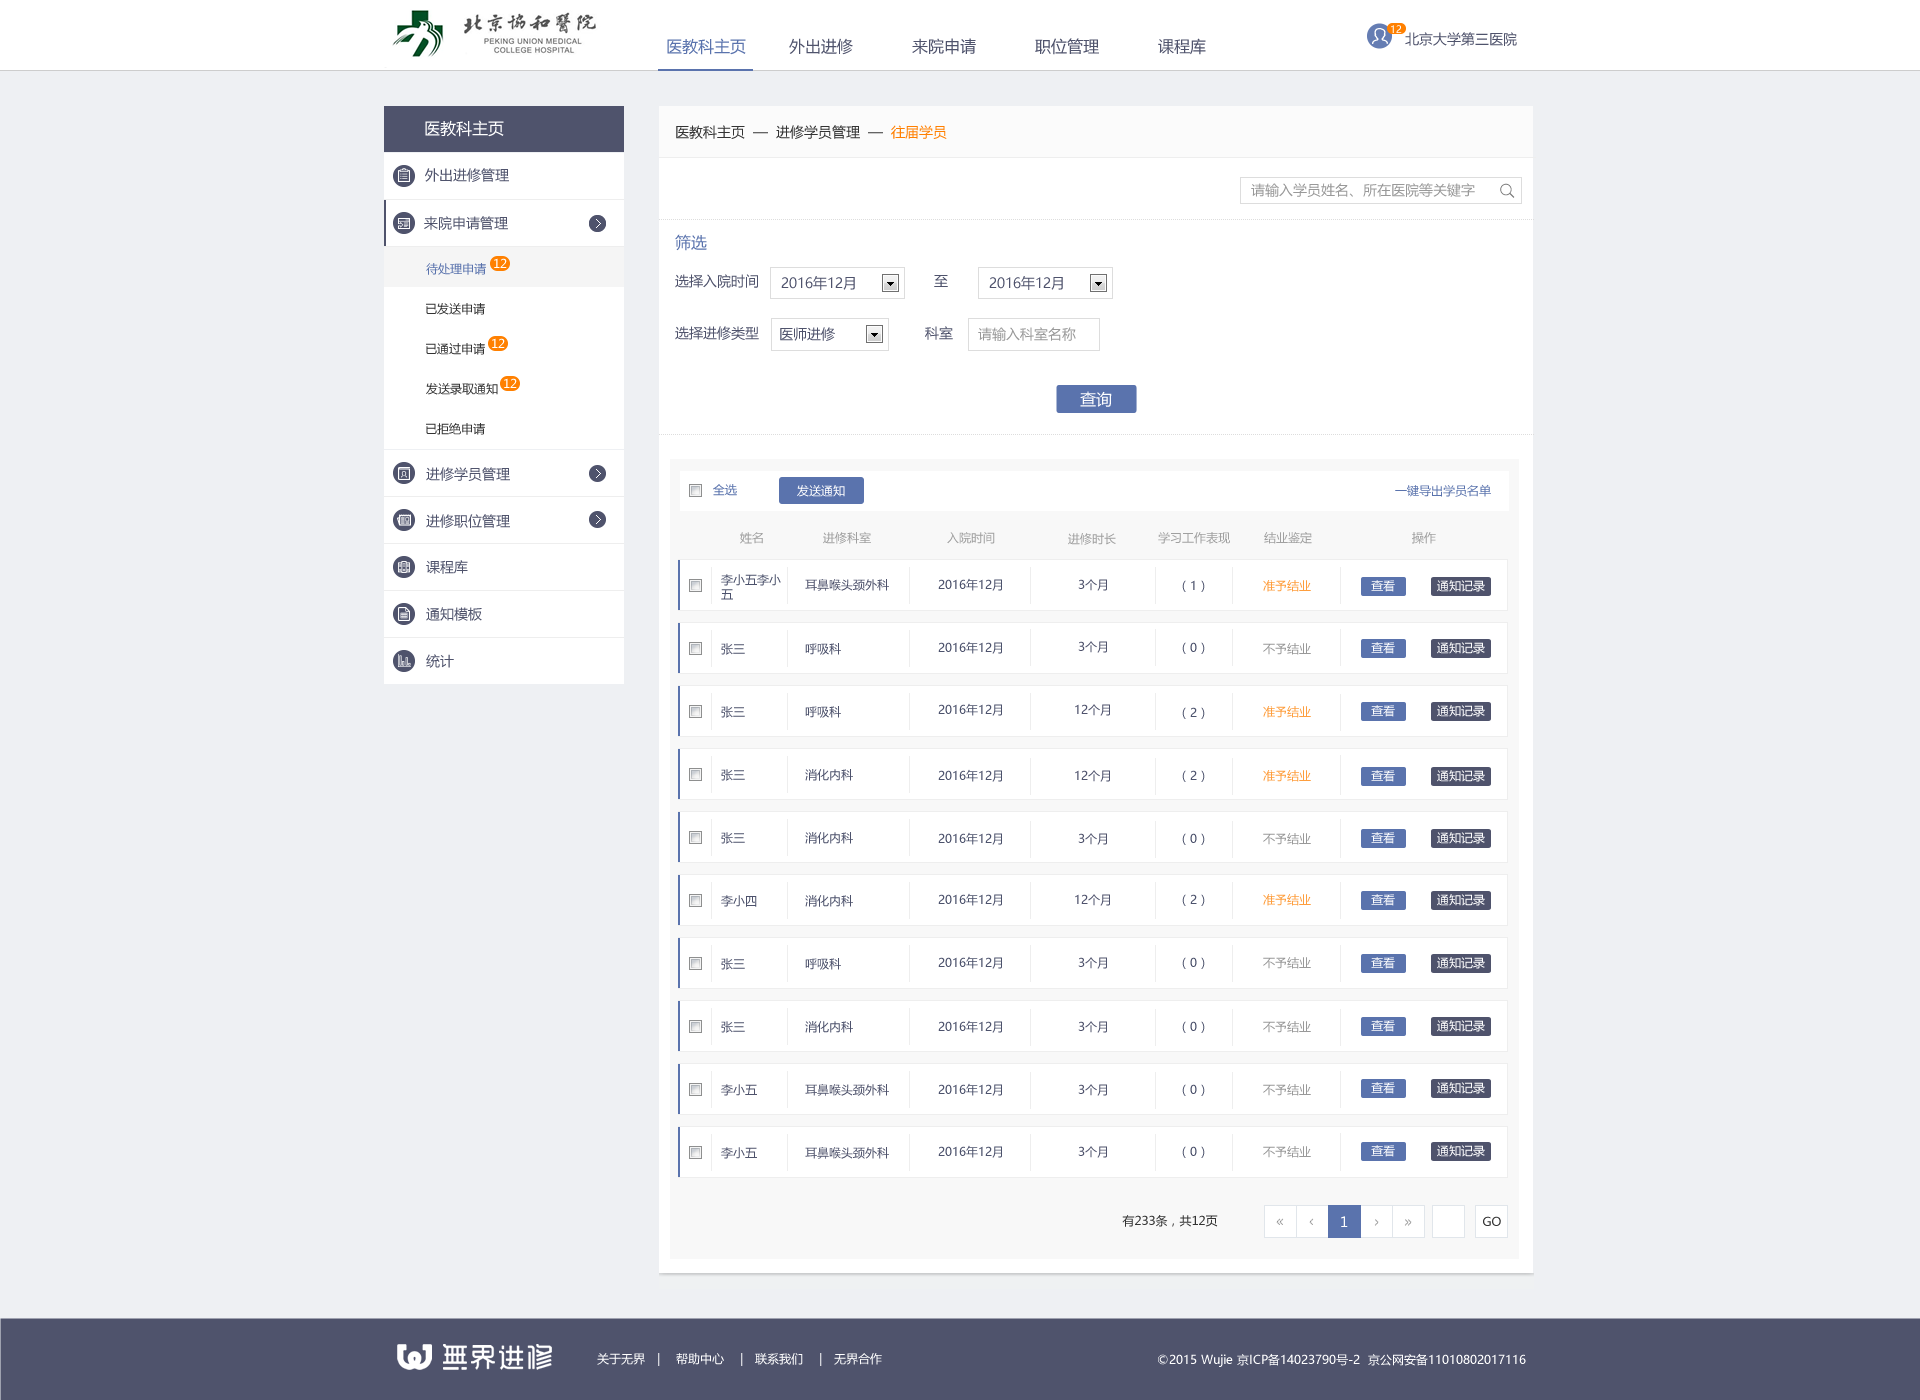 北京協和醫院
PEKING UNION MEDICAL
COLLEGE HOSPITAL
医教科主页 外出进修 来院申请 职位管理 课程库
12 北京大学第三医院
医教科主页
外出进修管理
来院申请管理
待处理申请 12
已发送申请
已通过申请 12
发送录取通知 12
已拒绝申请
进修学员管理
进修职位管理
课程库
通知模板
统计
医教科主页 — 进修学员管理 — 往届学员
请输入学员姓名、所在医院等关键字
筛选
选择入院时间 2016年12月 至 2016年12月
选择进修类型 医师进修 科室 请输入科室名称
查询
全选 发送通知 一键导出学员名单
姓名 进修科室 入院时间 进修时长 学习工作表现 结业鉴定 操作
李小五李小
五 耳鼻喉头颈外科 2016年12月 3个月 ( 1 ) 准予结业 查看 通知记录
张三 呼吸科 2016年12月 3个月 ( 0 ) 不予结业 查看 通知记录
张三 呼吸科 2016年12月 12个月 ( 2 ) 准予结业 查看 通知记录
张三 消化内科 2016年12月 12个月 ( 2 ) 准予结业 查看 通知记录
张三 消化内科 2016年12月 3个月 ( 0 ) 不予结业 查看 通知记录
李小四 消化内科 2016年12月 12个月 ( 2 ) 准予结业 查看 通知记录
张三 呼吸科 2016年12月 3个月 ( 0 ) 不予结业 查看 通知记录
张三 消化内科 2016年12月 3个月 ( 0 ) 不予结业 查看 通知记录
李小五 耳鼻喉头颈外科 2016年12月 3个月 ( 0 ) 不予结业 查看 通知记录
李小五 耳鼻喉头颈外科 2016年12月 3个月 ( 0 ) 不予结业 查看 通知记录
有233条，共12页 « ‹ 1 › » GO
無界进修 关于无界 | 帮助中心 | 联系我们 | 无界合作 ©2015 Wujie 京ICP备14023790号-2 京公网安备11010802017116